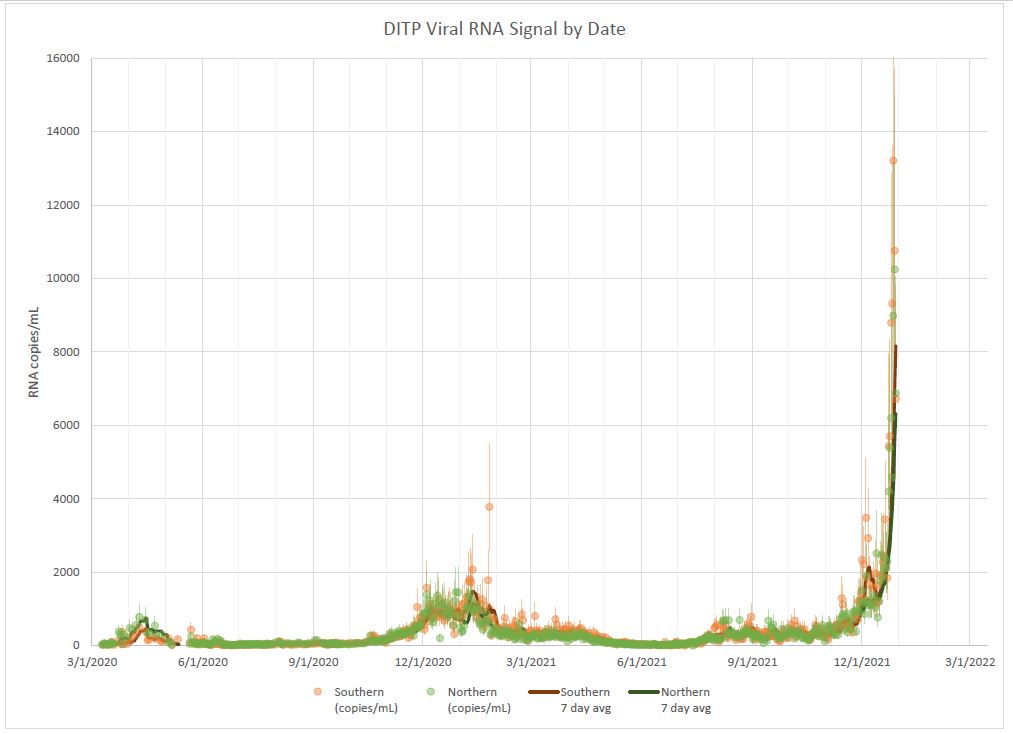 DITP Viral RNA Signal by Date
16000
14000
12000
10000
8000
6000
4000
2000
0
RNA copies/mL
3/1/2020 6/1/2020 9/1/2020 12/1/2020 3/1/2021 6/1/2021 9/1/2021 12/1/2021 3/1/2022
Southern Northern Southern Northern
(copies/mL) (copies/mL) 7 day avg 7 day avg